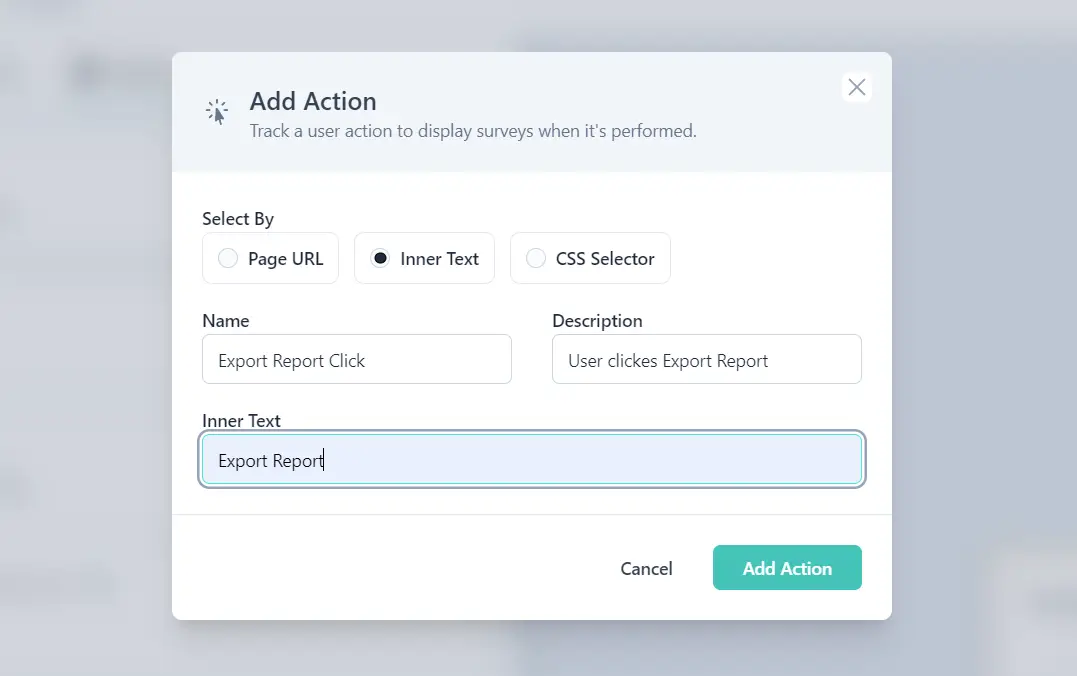 Add Action
Track a user action to display surveys when it's performed.
Select By
Page URL
Inner Text
CSS Selector
Name
Description
Export Report Click
User clickes Export Report
Inner Text
Export Report
Cancel
Add Action